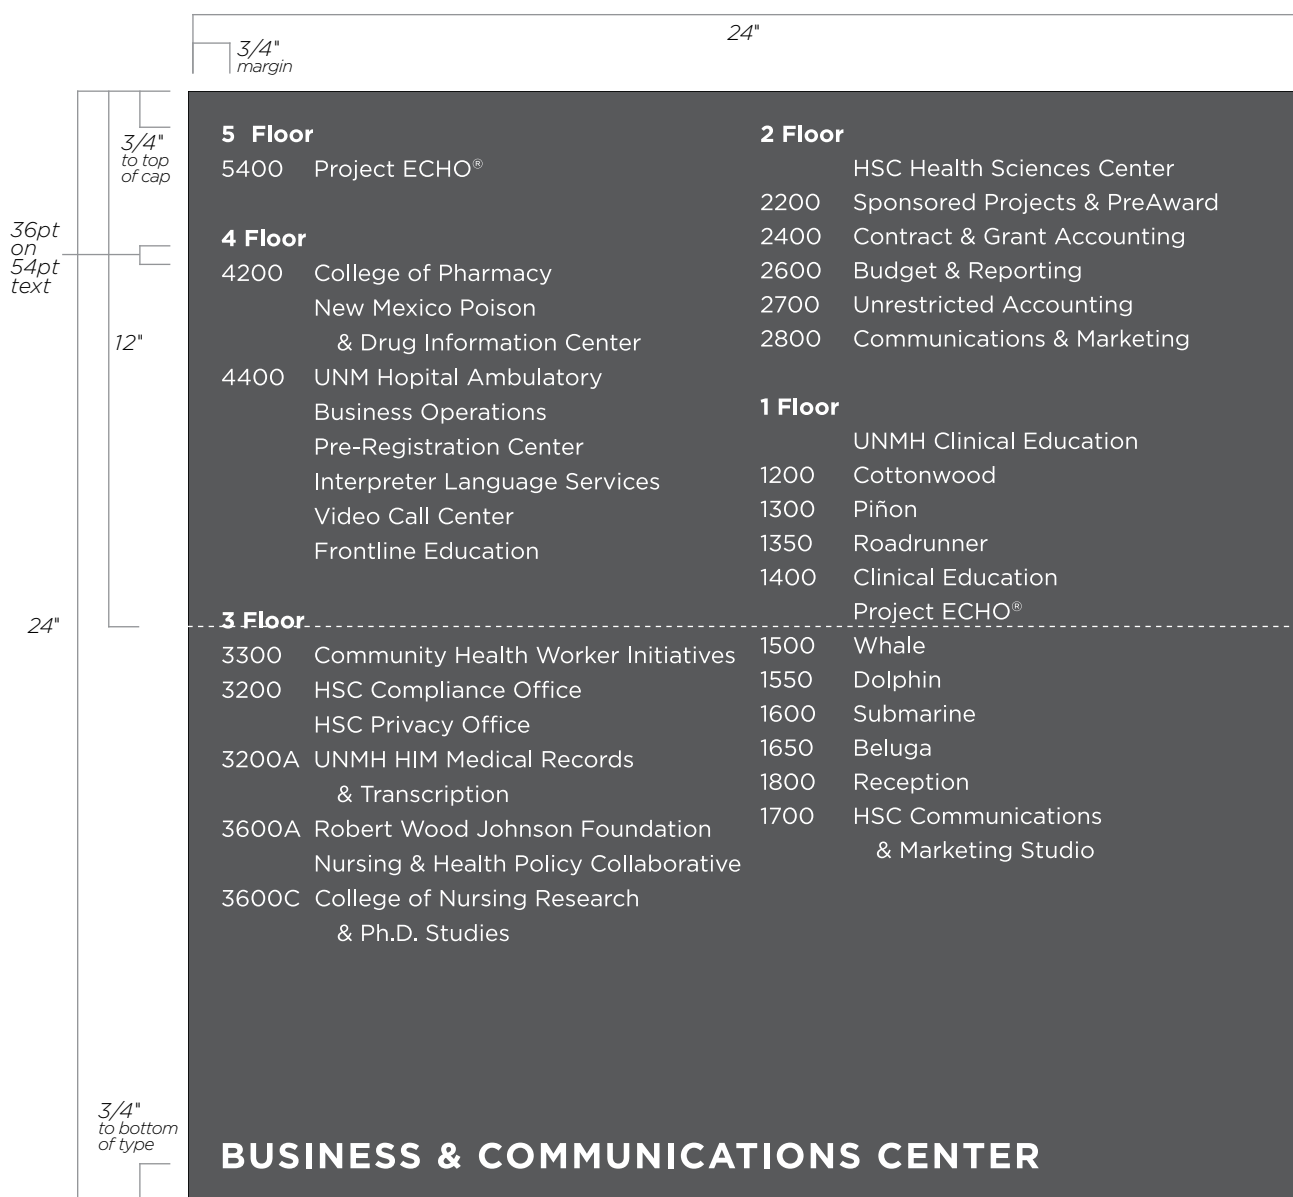 24"
3/4"
margin
3/4"
to top
of cap
36pt
on
54pt
text
12"
24"
3/4"
to bottom
of type
5 Floor
5400 Project ECHO®
4 Floor
4200 College of Pharmacy
New Mexico Poison
& Drug Information Center
4400 UNM Hopital Ambulatory
Business Operations
Pre-Registration Center
Interpreter Language Services
Video Call Center
Frontline Education
3 Floor
3300 Community Health Worker Initiatives
3200 HSC Compliance Office
HSC Privacy Office
3200A UNMH HIM Medical Records
& Transcription
3600A Robert Wood Johnson Foundation
Nursing & Health Policy Collaborative
3600C College of Nursing Research
& Ph.D. Studies
2 Floor
HSC Health Sciences Center
2200 Sponsored Projects & PreAward
2400 Contract & Grant Accounting
2600 Budget & Reporting
2700 Unrestricted Accounting
2800 Communications & Marketing
1 Floor
UNMH Clinical Education
1200 Cottonwood
1300 Piñon
1350 Roadrunner
1400 Clinical Education
Project ECHO®
1500 Whale
1550 Dolphin
1600 Submarine
1650 Beluga
1800 Reception
1700 HSC Communications
& Marketing Studio
BUSINESS & COMMUNICATIONS CENTER